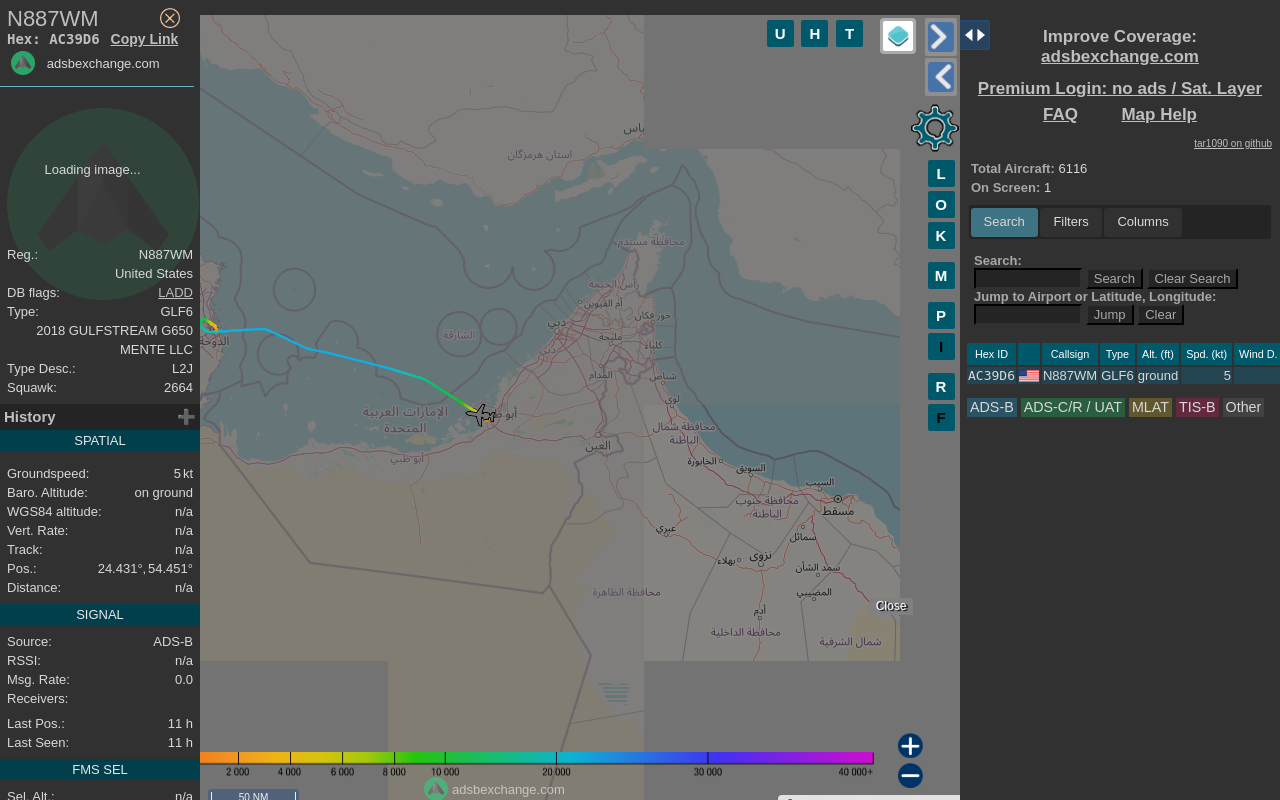 N887WM
Hex: AC39D6 Copy Link
adsbexchange.com
Loading image...
Reg.: N887WM
United States
DB flags: LADD
Type: GLF6
2018 GULFSTREAM G650
MENTE LLC
Type Desc.: L2J
Squawk: 2664
History
SPATIAL
Groundspeed: 5 kt
Baro. Altitude: on ground
WGS84 altitude: n/a
Vert. Rate: n/a
Track: n/a
Pos.: 24.431°, 54.451°
Distance: n/a
SIGNAL
Source: ADS-B
RSSI: n/a
Msg. Rate: 0.0
Receivers:
Last Pos.: 11 h
Last Seen: 11 h
FMS SEL
Sel. Alt.: n/a
U H T
L
O
K
M
P
I
R
F
استان هرمزگان
محافظة مسندم
رأس الخيمة
أم القيوين
خورفكان
دبي
مليحة
الشارقة
كلباء
دبي
المدام
شناص
الدوحة
لوى
الإمارات العربية
المتحدة
محافظة شمال
الباطنة
العين
أبو ظبي
الخابورة
السويق
السيب
محافظة جنوب
الباطنة
مسقط
عبري
سمائل
نزوى
بهلاء
سمد الشأن
المضيبي
محافظة الظاهرة
أدم
محافظة الداخلية
شمال الشرقية
Close
2 000 4 000 6 000 8 000 10 000 20 000 30 000 40 000+
adsbexchange.com
50 NM
Improve Coverage:
adsbexchange.com
Premium Login: no ads / Sat. Layer
FAQ Map Help
tar1090 on github
Total Aircraft: 6116
On Screen: 1
Search Filters Columns
Search:
Search Clear Search
Jump to Airport or Latitude, Longitude:
Jump Clear
Hex ID Callsign Type Alt. (ft) Spd. (kt) Wind D.
AC39D6 N887WM GLF6 ground 5
ADS-B ADS-C/R / UAT MLAT TIS-B Other